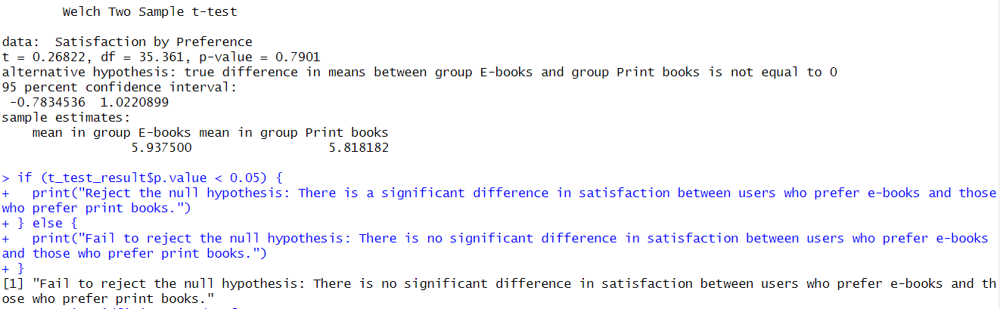 Welch Two Sample t-test
data:  Satisfaction by Preference
t = 0.26822, df = 35.361, p-value = 0.7901
alternative hypothesis: true difference in means between group E-books and group Print books is not equal to 0
95 percent confidence interval:
 -0.7834536  1.0220899
sample estimates:
    mean in group E-books mean in group Print books
                 5.937500                  5.818182
> if (t_test_result$p.value < 0.05) {
+   print("Reject the null hypothesis: There is a significant difference in satisfaction between users who prefer e-books and those
who prefer print books.")
+ } else {
+   print("Fail to reject the null hypothesis: There is no significant difference in satisfaction between users who prefer e-books
and those who prefer print books.")
+ }
[1] "Fail to reject the null hypothesis: There is no significant difference in satisfaction between users who prefer e-books and th
ose who prefer print books."